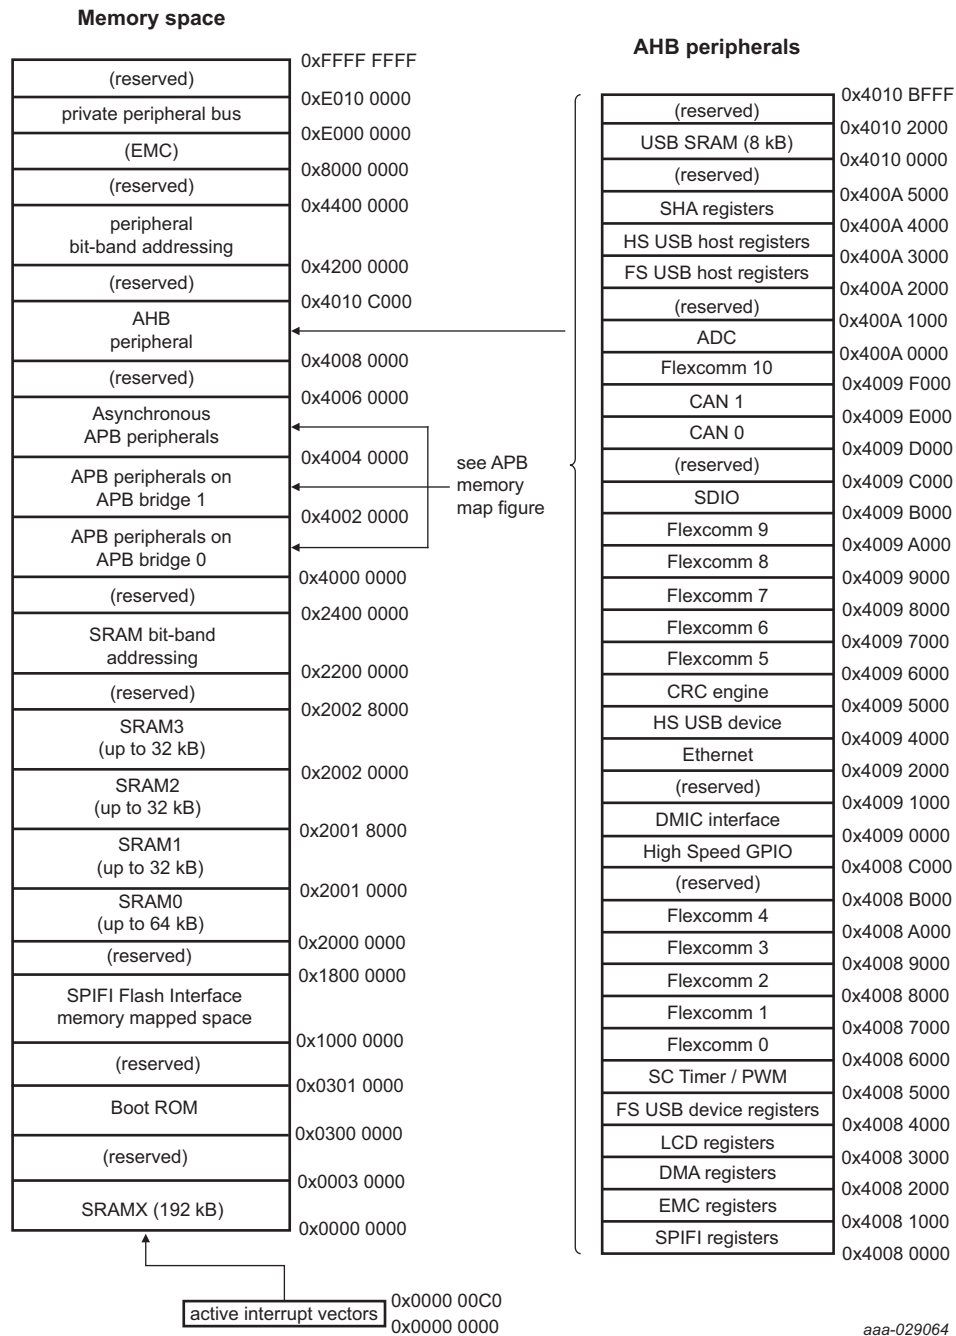 Memory space
0xFFFF FFFF
(reserved)
0xE010 0000
private peripheral bus
0xE000 0000
(EMC)
0x8000 0000
(reserved)
0x4400 0000
peripheral
bit-band addressing
0x4200 0000
(reserved)
0x4010 C000
AHB
peripheral
0x4008 0000
(reserved)
0x4006 0000
Asynchronous
APB peripherals
0x4004 0000
APB peripherals on
APB bridge 1
0x4002 0000
APB peripherals on
APB bridge 0
0x4000 0000
(reserved)
0x2400 0000
SRAM bit-band
addressing
0x2200 0000
(reserved)
0x2002 8000
SRAM3
(up to 32 kB)
0x2002 0000
SRAM2
(up to 32 kB)
0x2001 8000
SRAM1
(up to 32 kB)
0x2001 0000
SRAM0
(up to 64 kB)
0x2000 0000
(reserved)
0x1800 0000
SPIFI Flash Interface
memory mapped space
0x1000 0000
(reserved)
0x0301 0000
Boot ROM
0x0300 0000
(reserved)
0x0003 0000
SRAMX (192 kB)
0x0000 0000
active interrupt vectors
0x0000 00C0
0x0000 0000
see APB
memory
map figure
AHB peripherals
0x4010 BFFF
(reserved)
0x4010 2000
USB SRAM (8 kB)
0x4010 0000
(reserved)
0x400A 5000
SHA registers
0x400A 4000
HS USB host registers
0x400A 3000
FS USB host registers
0x400A 2000
(reserved)
0x400A 1000
ADC
0x400A 0000
Flexcomm 10
0x4009 F000
CAN 1
0x4009 E000
CAN 0
0x4009 D000
(reserved)
0x4009 C000
SDIO
0x4009 B000
Flexcomm 9
0x4009 A000
Flexcomm 8
0x4009 9000
Flexcomm 7
0x4009 8000
Flexcomm 6
0x4009 7000
Flexcomm 5
0x4009 6000
CRC engine
0x4009 5000
HS USB device
0x4009 4000
Ethernet
0x4009 2000
(reserved)
0x4009 1000
DMIC interface
0x4009 0000
High Speed GPIO
0x4008 C000
(reserved)
0x4008 B000
Flexcomm 4
0x4008 A000
Flexcomm 3
0x4008 9000
Flexcomm 2
0x4008 8000
Flexcomm 1
0x4008 7000
Flexcomm 0
0x4008 6000
SC Timer / PWM
0x4008 5000
FS USB device registers
0x4008 4000
LCD registers
0x4008 3000
DMA registers
0x4008 2000
EMC registers
0x4008 1000
SPIFI registers
0x4008 0000
aaa-029064